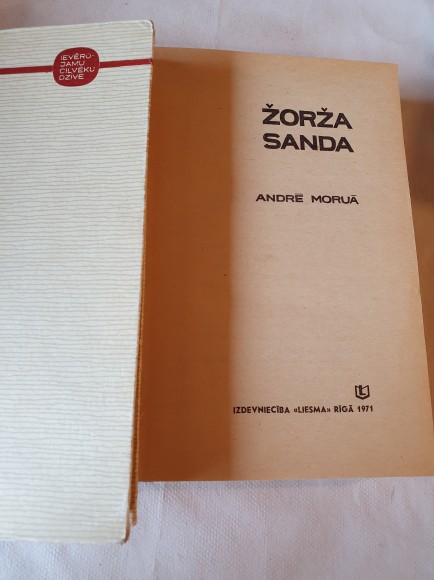 IEVĒRO-
JAMU
CILVĒKU
DZĪVE
ŽORŽA
SANDA
ANDRĒ MORUĀ
IZDEVNIECĪBA «LIESMA» RĪGĀ 1971